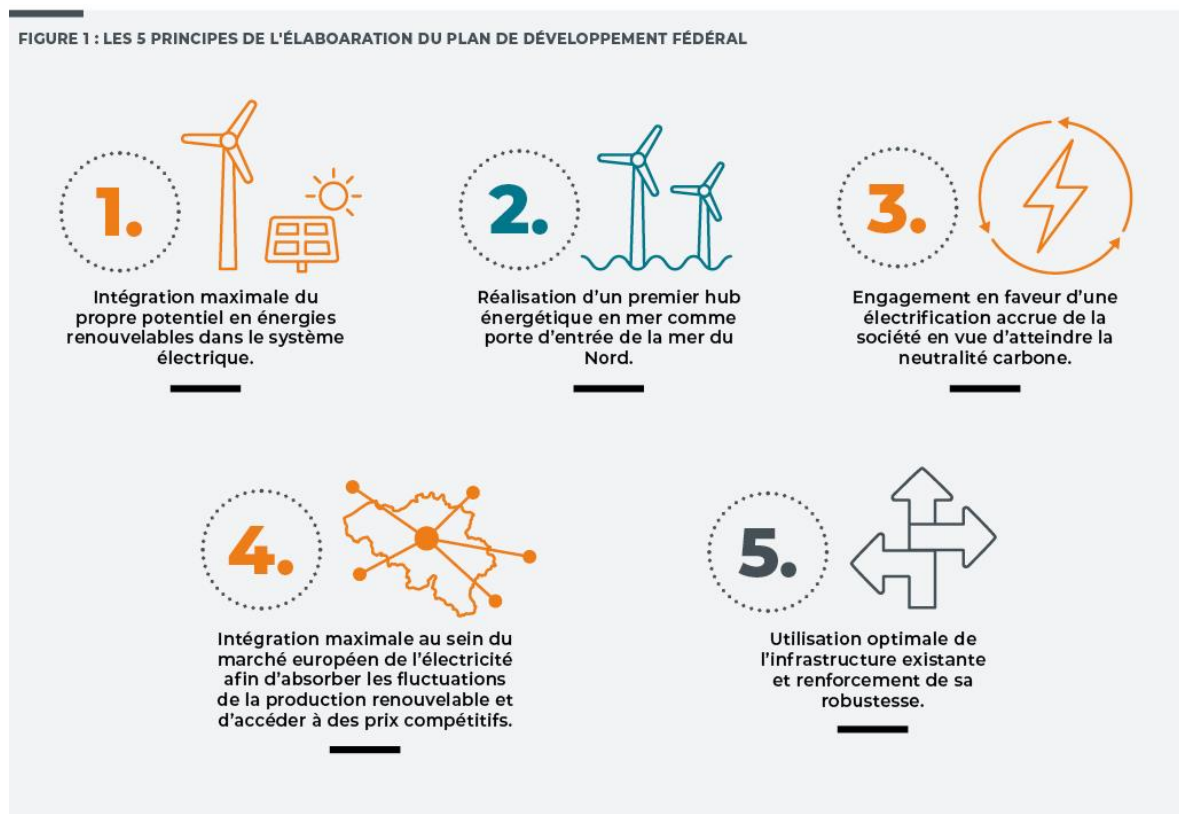 FIGURE 1 : LES 5 PRINCIPES DE L'ÉLABOARATION DU PLAN DE DÉVELOPPEMENT FÉDÉRAL
1.
Intégration maximale du
propre potentiel en énergies
renouvelables dans le système
électrique.
2.
Réalisation d’un premier hub
énergétique en mer comme
porte d’entrée de la mer du
Nord.
3.
Engagement en faveur d’une
électrification accrue de la
société en vue d’atteindre la
neutralité carbone.
4.
Intégration maximale au sein du
marché européen de l’électricité
afin d’absorber les fluctuations
de la production renouvelable et
d’accéder à des prix compétitifs.
5.
Utilisation optimale de
l’infrastructure existante
et renforcement de sa
robustesse.